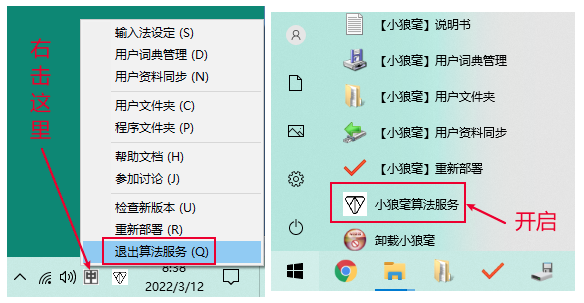 右
击
这
里
输入法设定 (S)
用户词典管理 (D)
用户资料同步 (N)
用户文件夹 (C)
程序文件夹 (P)
帮助文档 (H)
参加讨论 (J)
检查新版本 (U)
重新部署 (R)
退出算法服务 (Q)
中
8:38
2022/3/12
【小狼毫】说明书
【小狼毫】用户词典管理
【小狼毫】用户文件夹
【小狼毫】用户资料同步
【小狼毫】重新部署
小狼毫算法服务
开启
卸载小狼毫